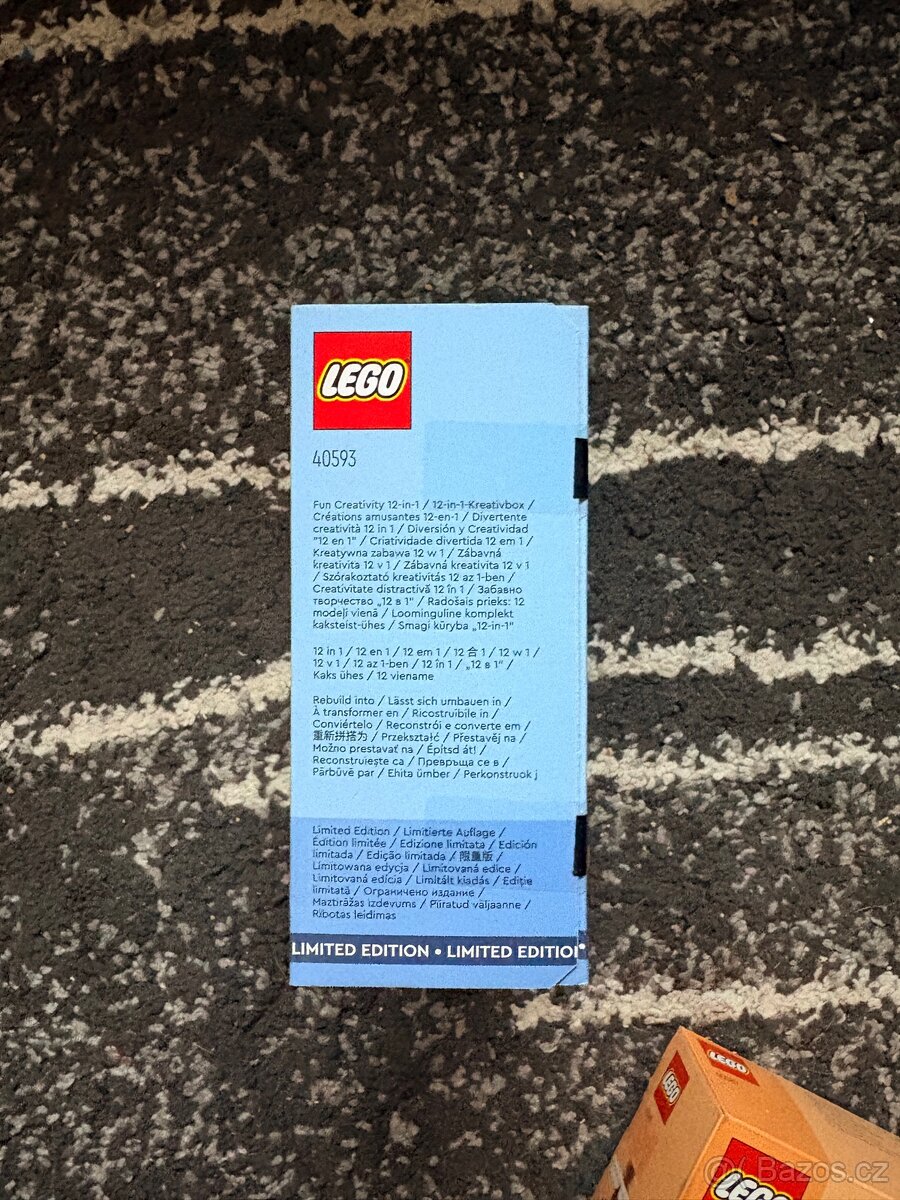 LEGO
40593
Fun Creativity 12-in-1 / 12-in-1-Kreativbox /
Créations amusantes 12-en-1 / Divertente
creatività 12 in 1 / Diversión y Creatividad
"12 en 1" / Criatividade divertida 12 em 1 /
Kreatywna zabawa 12 w 1 / Zábavná
kreativita 12 v 1 / Zábavná kreativita 12 v 1
/ Szórakoztató kreativitás 12 az 1-ben /
Creativitate distractivă 12 în 1 / Забавно
творчество „12 в 1“ / Radošais prieks: 12
modeļi vienā / Loominguline komplekt
kaksteist-ühes / Smagi kūryba „12-in-1“
12 in 1 / 12 en 1 / 12 em 1 / 12 合 1 / 12 w 1 /
12 v 1 / 12 az 1-ben / 12 în 1 / „12 в 1“ /
Kaks ühes / 12 viename
Rebuild into / Lässt sich umbauen in /
À transformer en / Ricostruibile in /
Conviértelo / Reconstrói e converte em /
重新拼搭为 / Przekształć / Přestavěj na /
Možno prestavať na / Építsd át! /
Reconstruiește ca / Превръща се в /
Pārbūvē par / Ehita ümber / Perkonstruok į
Limited Edition / Limitierte Auflage /
Édition limitée / Edizione limitata / Edición
limitada / Edição limitada / 限量版 /
Limitowana edycja / Limitovaná edice /
Limitovaná edícia / Limitált kiadás / Ediție
limitată / Ограничено издание /
Maztirāžas izdevums / Piiratud väljaanne /
Ribotas leidimas
LIMITED EDITION • LIMITED EDITIO
LEGO
LEGO
LEGO
Bazos.cz